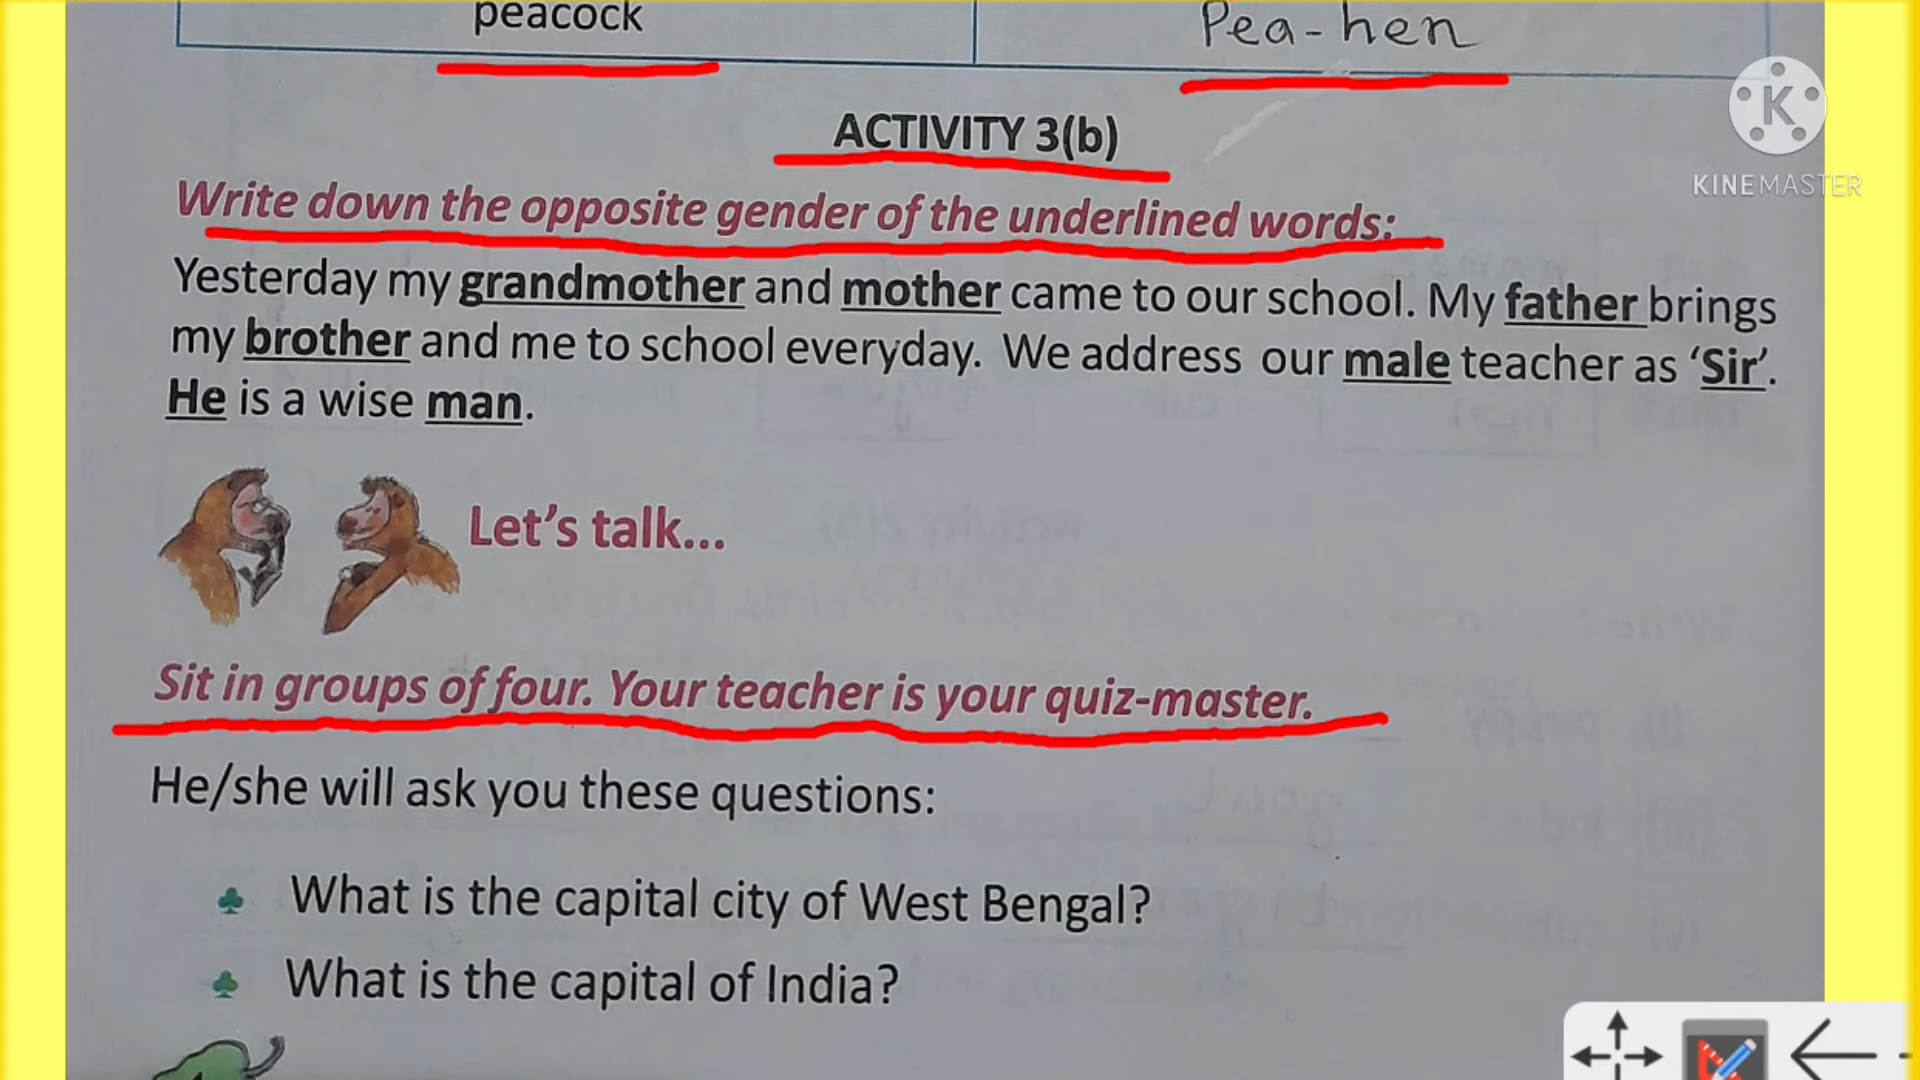 peacock Pea-hen
ACTIVITY 3(b)
KINEMASTER
Write down the opposite gender of the underlined words:
Yesterday my grandmother and mother came to our school. My father brings
my brother and me to school everyday. We address our male teacher as ‘Sir’.
He is a wise man.
Let’s talk...
Sit in groups of four. Your teacher is your quiz-master.
He/she will ask you these questions:
What is the capital city of West Bengal?
What is the capital of India?